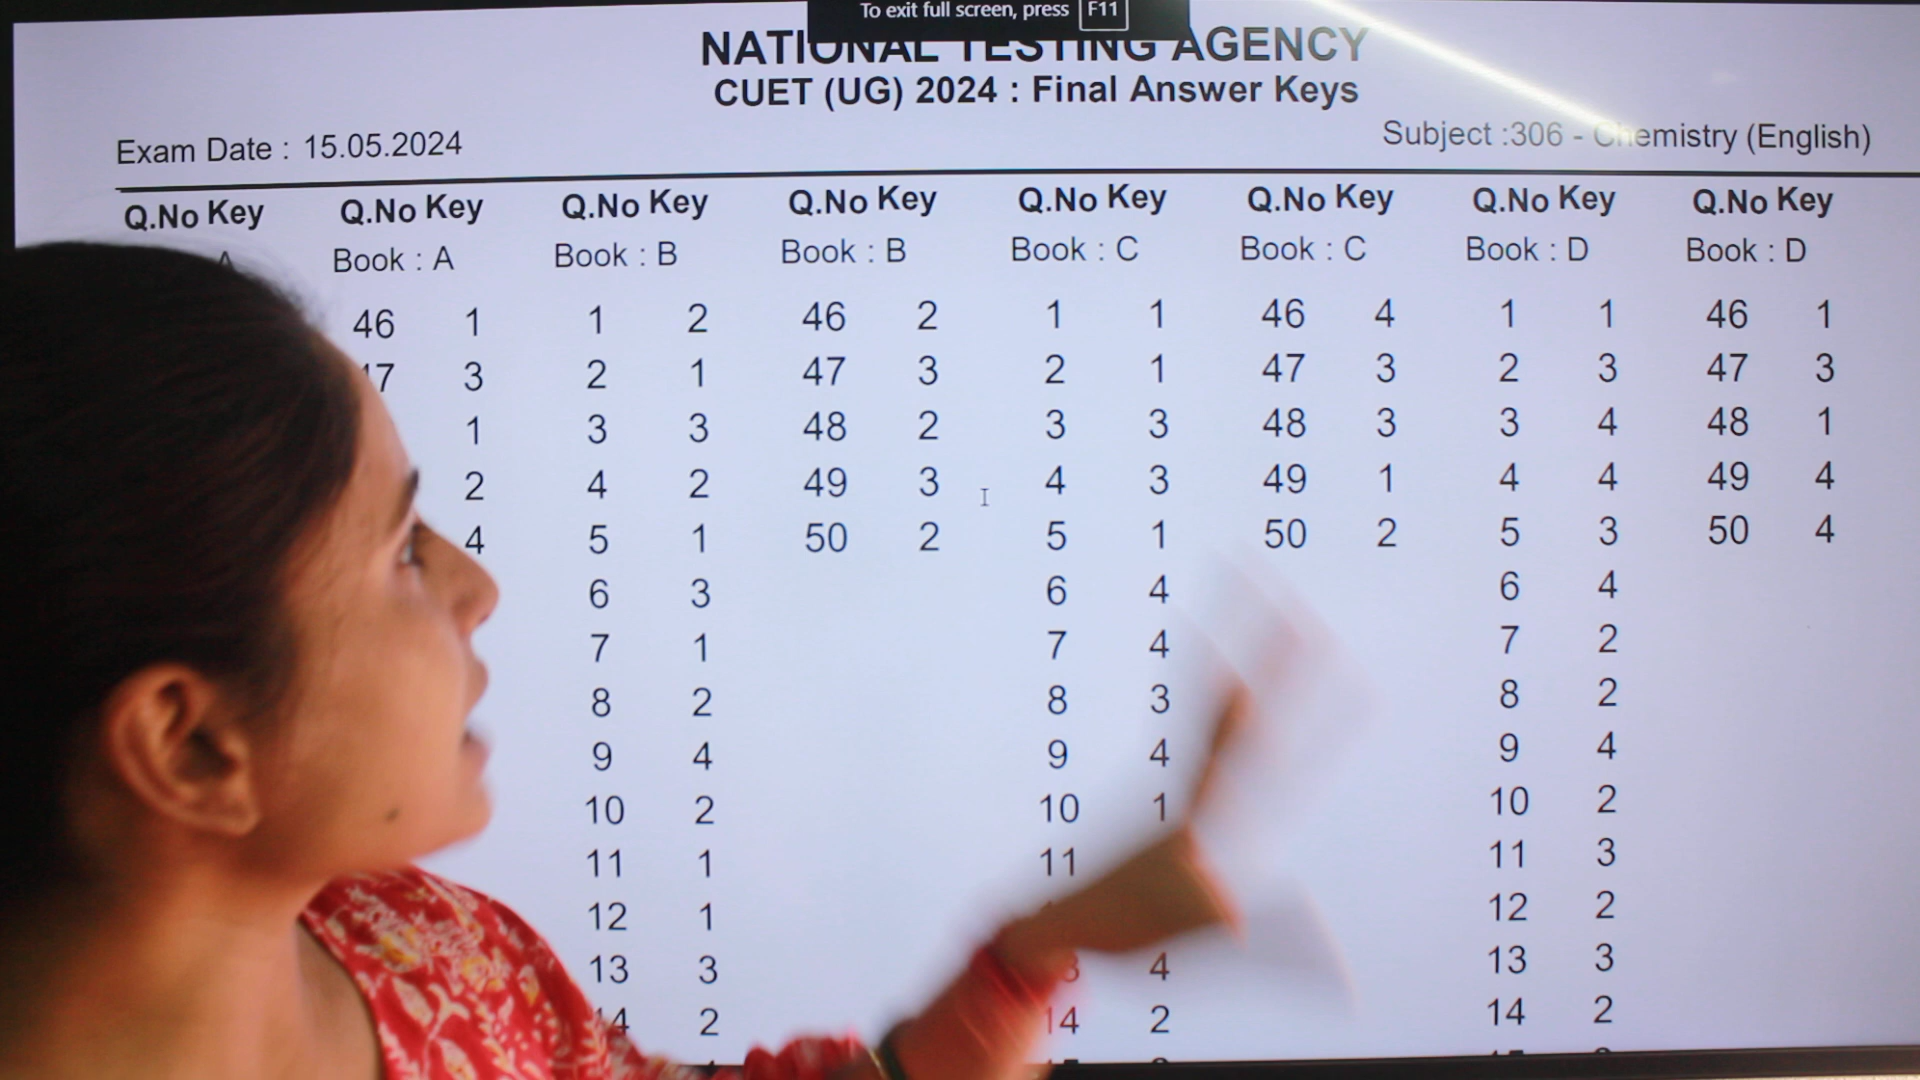 To exit full screen, press F11
NATIONAL TESTING AGENCY
CUET (UG) 2024 : Final Answer Keys
Exam Date : 15.05.2024 Subject :306 - Chemistry (English)
Q.No Key Q.No Key Q.No Key Q.No Key Q.No Key Q.No Key Q.No Key Q.No Key
A Book : A Book : B Book : B Book : C Book : C Book : D Book : D
46 1 1 2 46 2 1 1 46 4 1 1 46 1
47 3 2 1 47 3 2 1 47 3 2 3 47 3
1 3 3 48 2 3 3 48 3 3 4 48 1
2 4 2 49 3 4 3 49 1 4 4 49 4
4 5 1 50 2 5 1 50 2 5 3 50 4
6 3 6 4 6 4
7 1 7 4 7 2
8 2 8 3 8 2
9 4 9 4 9 4
10 2 10 1 10 2
11 1 11 11 3
12 1 12 2
13 3 3 4 13 3
14 2 14 2 14 2